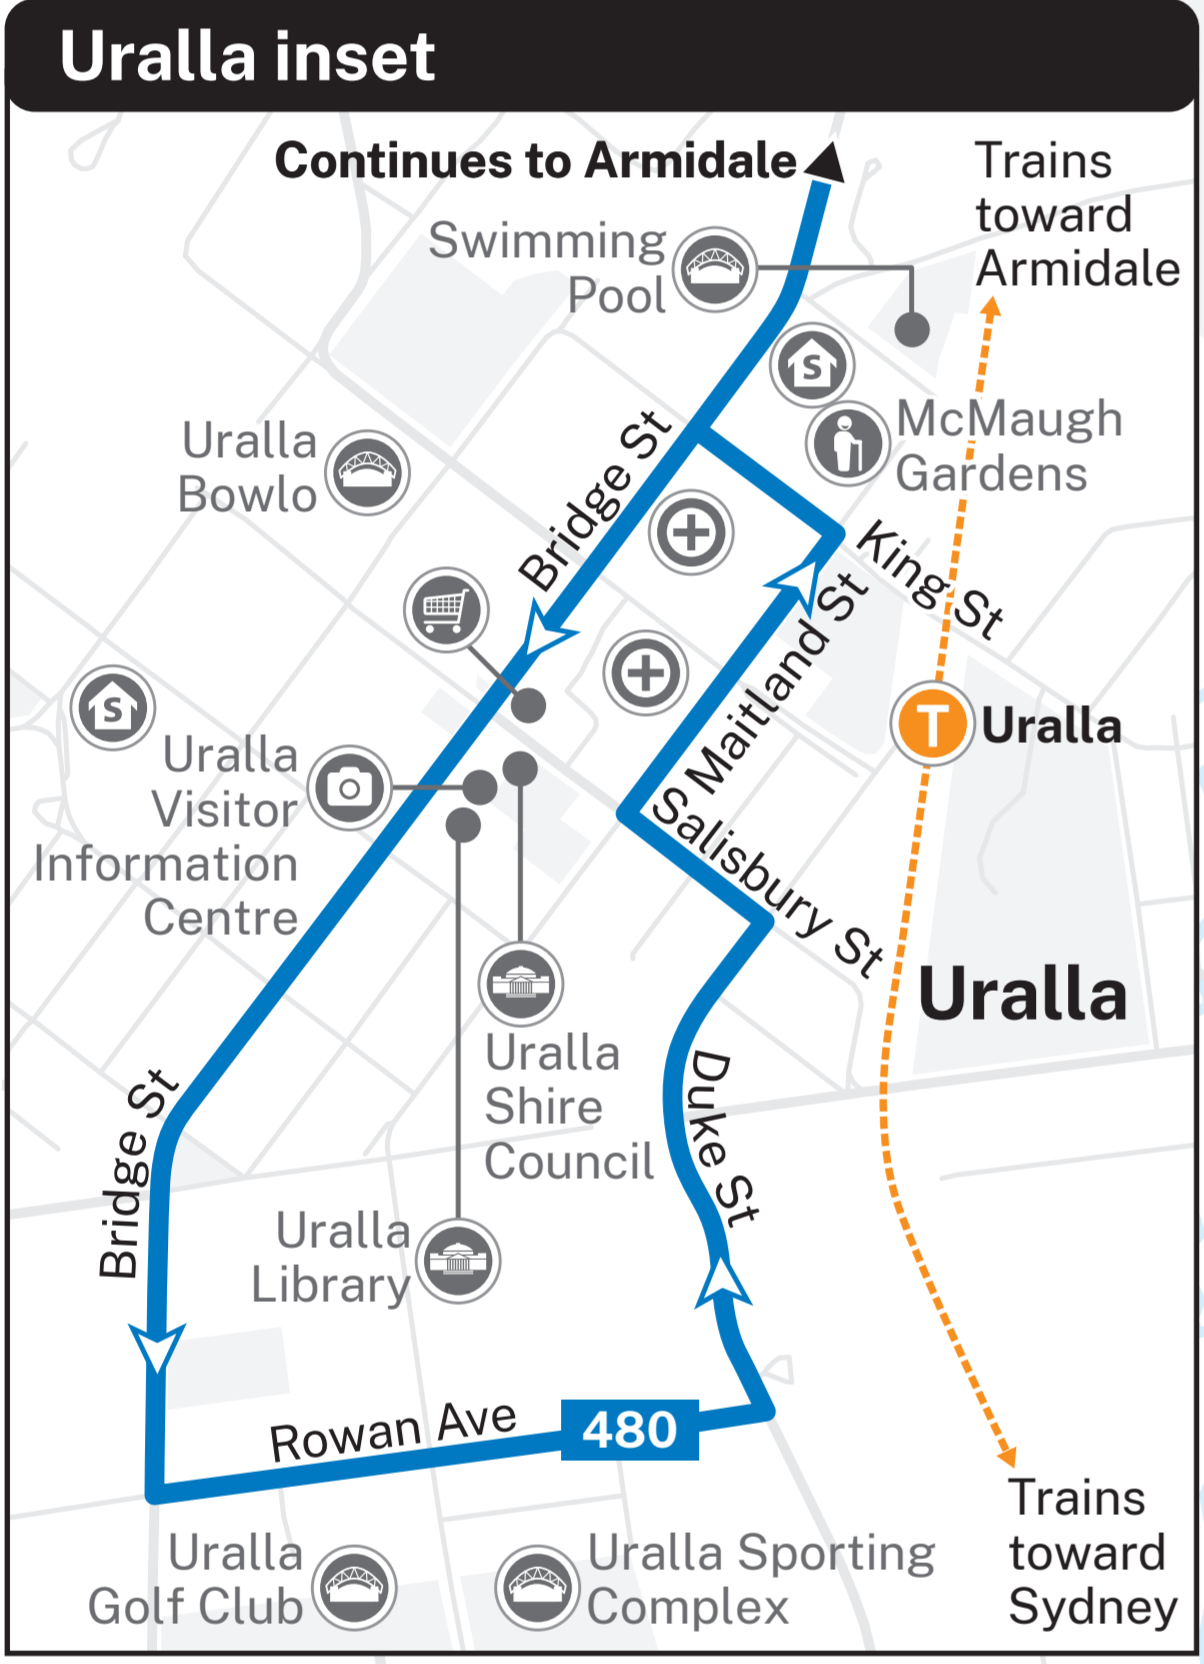 Uralla inset
Continues to Armidale
Trains
toward
Armidale
Swimming
Pool
S
McMaugh
Gardens
Uralla
Bowlo
Bridge St
King St
S
Uralla
Visitor
Information
Centre
Maitland St
T Uralla
Salisbury St
Uralla
Uralla
Shire
Council
Duke St
Bridge St
Uralla
Library
Rowan Ave
480
Trains
toward
Sydney
Uralla
Golf Club
Uralla Sporting
Complex